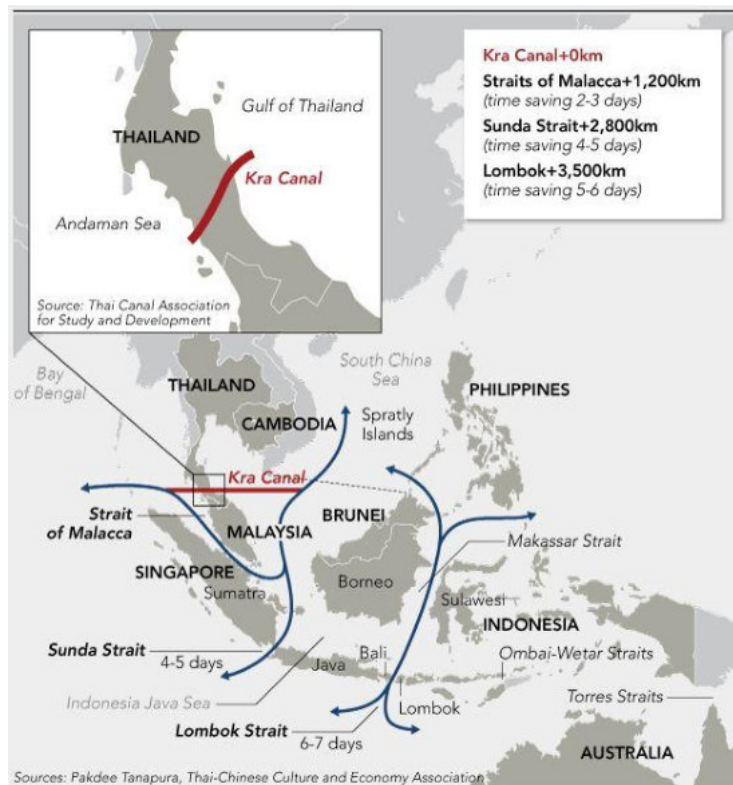 Gulf of Thailand
THAILAND
Kra Canal
Andaman Sea
Source: Thai Canal Association
for Study and Development
Kra Canal+0km
Straits of Malacca+1,200km
(time saving 2-3 days)
Sunda Strait+2,800km
(time saving 4-5 days)
Lombok+3,500km
(time saving 5-6 days)
Bay
of Bengal
South China
Sea
THAILAND
PHILIPPINES
CAMBODIA
Spratly
Islands
Kra Canal
Strait
of Malacca
MALAYSIA
BRUNEI
Makassar Strait
SINGAPORE
Sumatra
Borneo
Sulawesi
INDONESIA
Sunda Strait
4-5 days
Java
Bali
Ombai-Wetar Straits
Indonesia Java Sea
Lombok
Torres Straits
Lombok Strait
6-7 days
AUSTRALIA
Sources: Pakdee Tanapura, Thai-Chinese Culture and Economy Association